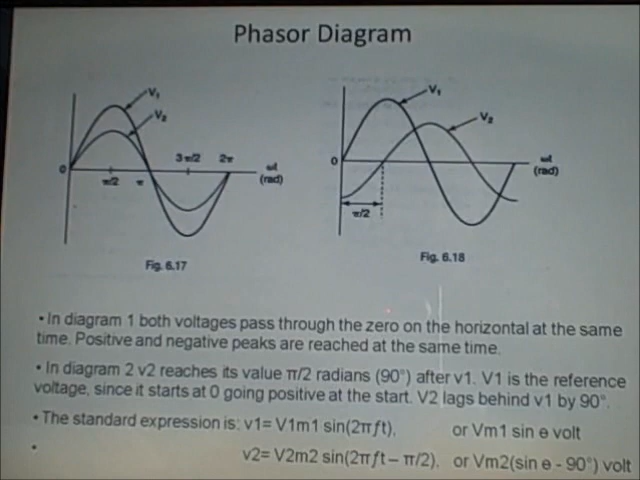 Phasor Diagram
V₁
V₂
0
π/2
π
3π/2
2π
ωt
(rad)
Fig. 6.17
V₁
V₂
0
π/2
ωt
(rad)
Fig. 6.18
• In diagram 1 both voltages pass through the zero on the horizontal at the same
time. Positive and negative peaks are reached at the same time.
• In diagram 2 v2 reaches its value π/2 radians (90°) after v1. V1 is the reference
voltage, since it starts at 0 going positive at the start. V2 lags behind v1 by 90°.
• The standard expression is: v1= V1m1 sin(2πƒt), or Vm1 sin ɵ volt
• v2= V2m2 sin(2πƒt – π/2), or Vm2(sin ɵ - 90°) volt